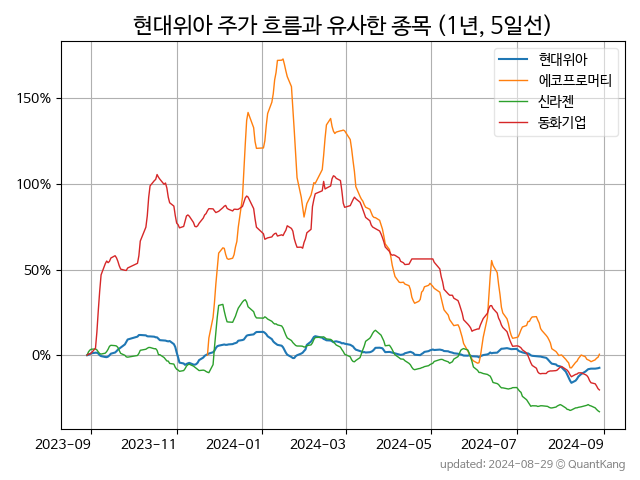 현대위아 주가 흐름과 유사한 종목 (1년, 5일선)
현대위아
에코프로머티
신라젠
동화기업
150%
100%
50%
0%
2023-09 2023-11 2024-01 2024-03 2024-05 2024-07 2024-09
updated: 2024-08-29 © QuantKang